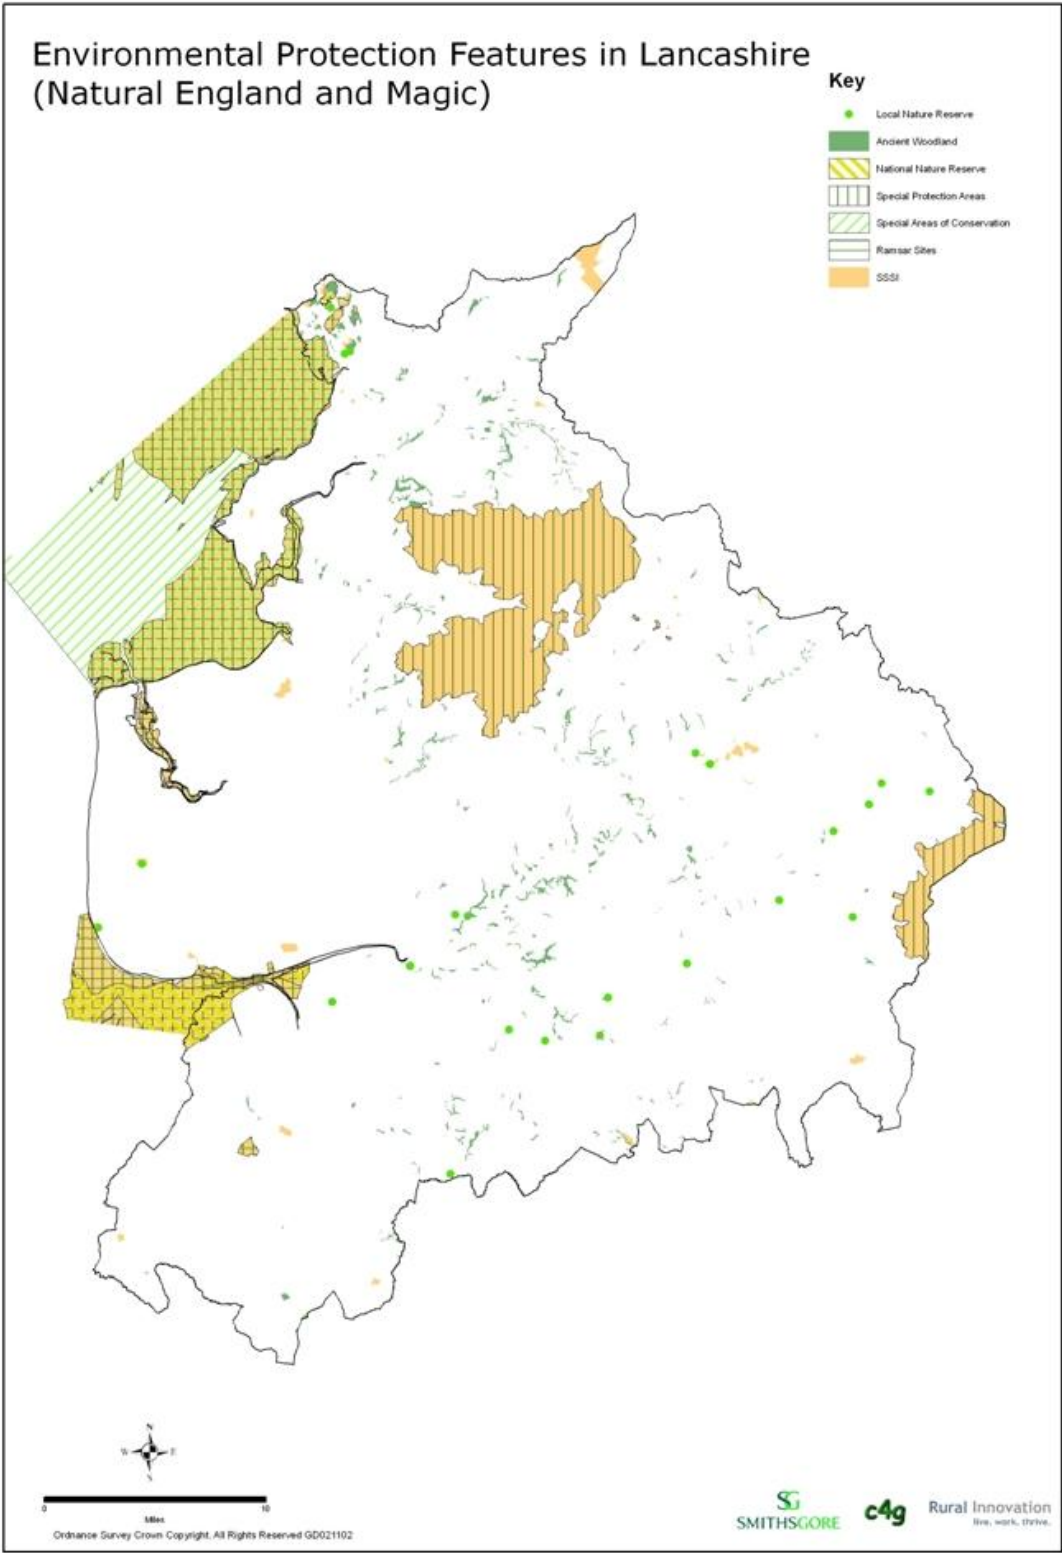 Environmental Protection Features in Lancashire
(Natural England and Magic)
Key
Local Nature Reserve
Ancient Woodland
National Nature Reserve
Special Protection Areas
Special Areas of Conservation
Ramsar Sites
SSSI
N
W E
S
0 10
Miles
Ordnance Survey Crown Copyright. All Rights Reserved GD021102
SG
SMITHSGORE
c4g
Rural Innovation
live. work. thrive.